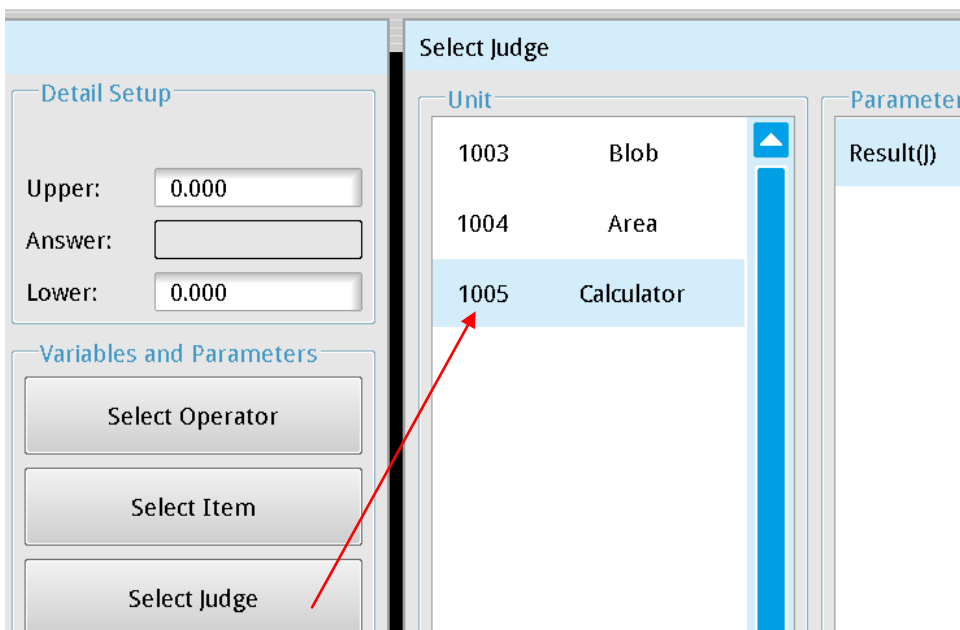 Select Judge
Detail Setup
Upper: 0.000
Answer:
Lower: 0.000
Variables and Parameters
Select Operator
Select Item
Select Judge
Unit
1003 Blob
1004 Area
1005 Calculator
Parameter
Result(J)